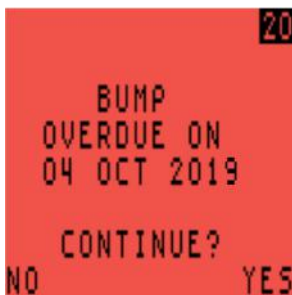 20
BUMP
OVERDUE ON
04 OCT 2019
CONTINUE?
NO YES